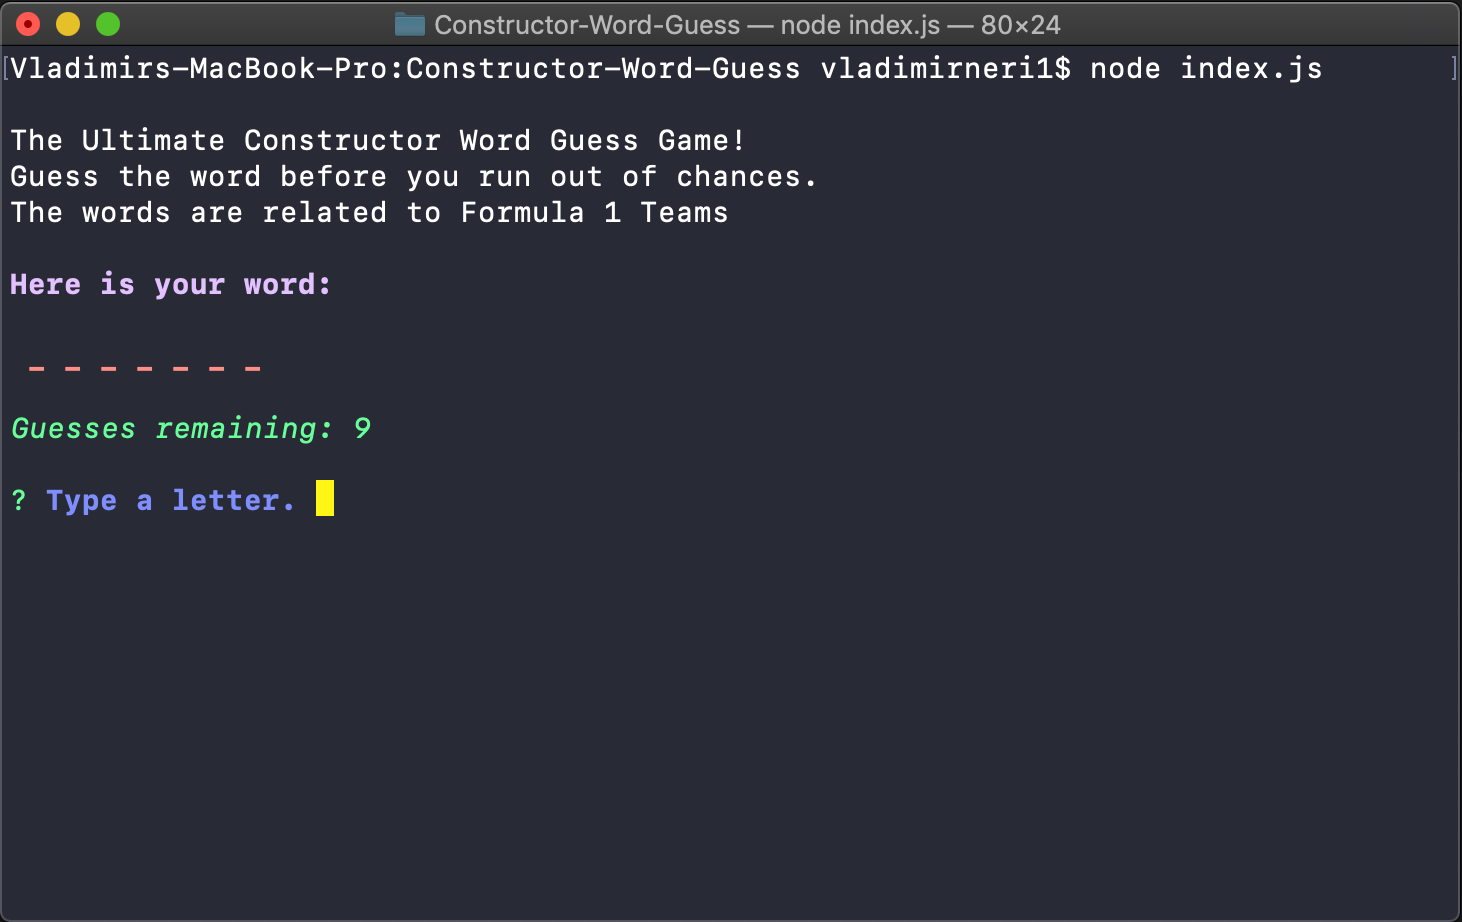 Constructor-Word-Guess — node index.js — 80×24
[Vladimirs-MacBook-Pro:Constructor-Word-Guess vladimirneri1$ node index.js ]
The Ultimate Constructor Word Guess Game!
Guess the word before you run out of chances.
The words are related to Formula 1 Teams
Here is your word:
_ _ _ _ _ _ _
Guesses remaining: 9
? Type a letter.